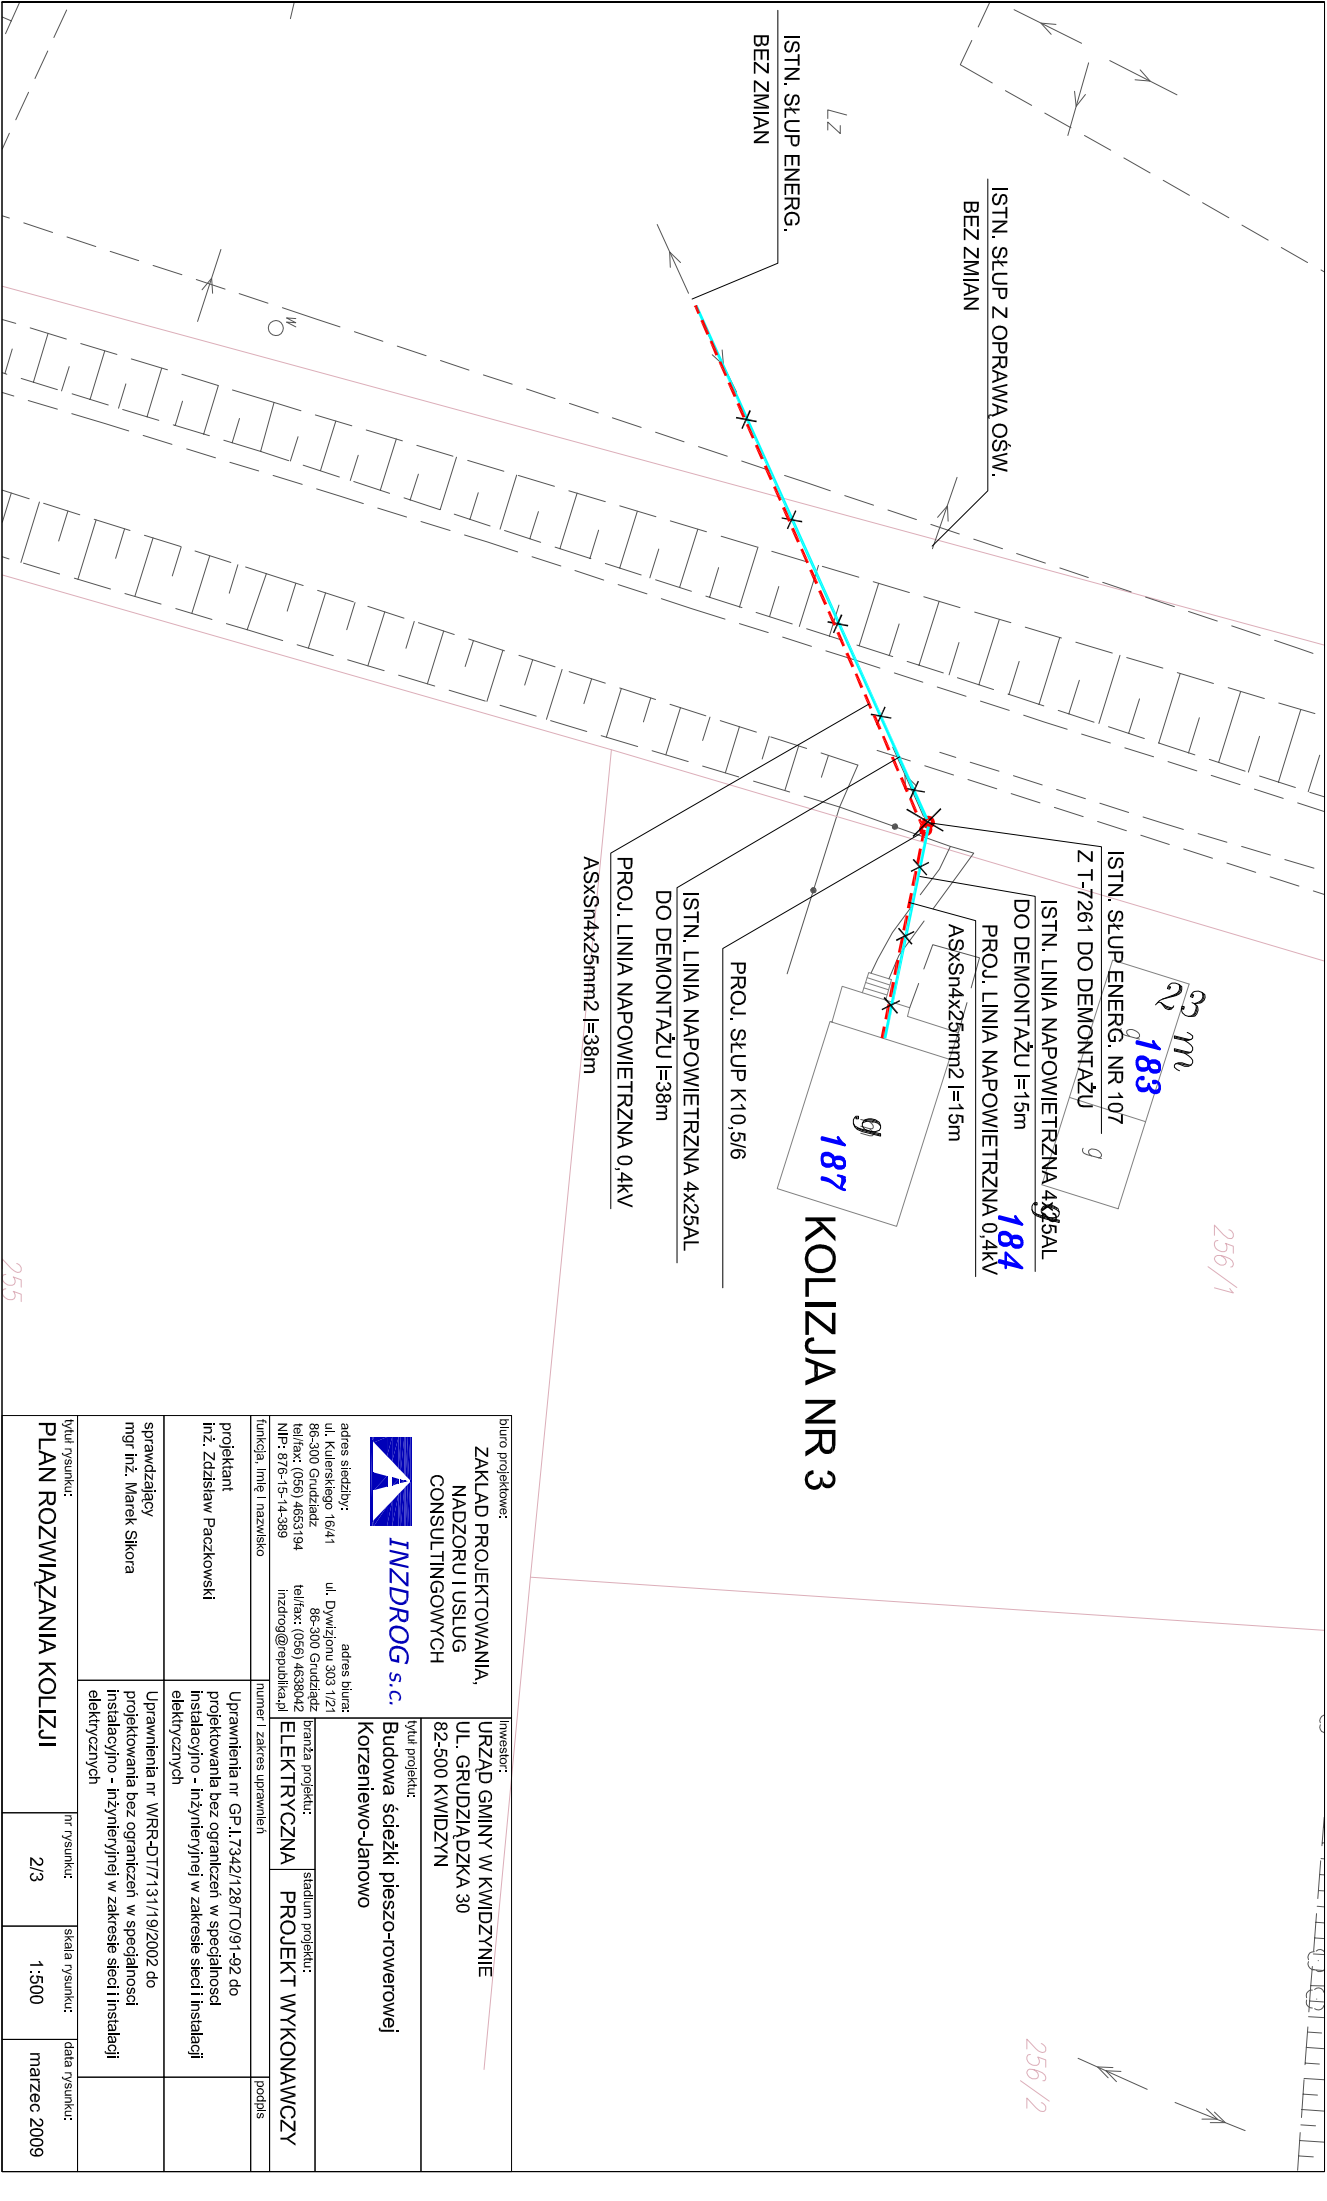 ISTN. SŁUP ENERG.
BEZ ZMIAN
Lz
ISTN. SŁUP Z OPRAWĄ OŚW.
BEZ ZMIAN
w
ISTN. SŁUP ENERG. NR 107
Z T-7261 DO DEMONTAŻU
ISTN. LINIA NAPOWIETRZNA 4x25AL
DO DEMONTAŻU l=15m
PROJ. LINIA NAPOWIETRZNA 0,4kV
ASxSn4x25mm2 l=15m
PROJ. SŁUP K10,5/6
ISTN. LINIA NAPOWIETRZNA 4x25AL
DO DEMONTAŻU l=38m
PROJ. LINIA NAPOWIETRZNA 0,4kV
ASxSn4x25mm2 l=38m
23
m
g
183
g
184
187
256/1
KOLIZJA NR 3
255
256/2
biuro projektowe:
ZAKLAD PROJEKTOWANIA,
NADZORU I USLUG
CONSULTINGOWYCH
INZDROG s.c.
adres siedziby:
ul. Kulerskiego 16/41
86-300 Grudziadz
tel/fax: (056) 4653194
NIP: 876-15-14-389
adres biura:
ul. Dywizjonu 303 1/21
86-300 Grudziądz
tel/fax: (056) 4638042
inzdrog@republika.pl
Inwestor:
URZĄD GMINY W KWIDZYNIE
UL. GRUDZIĄDZKA 30
82-500 KWIDZYN
tytuł projektu:
Budowa ścieżki pieszo-rowerowej
Korzeniewo-Janowo
branża projektu:
ELEKTRYCZNA
stadium projektu:
PROJEKT WYKONAWCZY
funkcja, imię i nazwisko
numer i zakres uprawnień
podpis
projektant
inż. Zdzisław Paczkowski
Uprawnienia nr GP.I.7342/128/TO/91-92 do
projektowania bez ograniczeń w specjalności
instalacyjno - inżynieryjnej w zakresie sieci i instalacji
elektrycznych
sprawdzający
mgr inż. Marek Sikora
Uprawnienia nr WRR-DT/7131/19/2002 do
projektowania bez ograniczeń w specjalnosci
instalacyjno - inżynieryjnej w zakresie sieci i instalacji
elektrycznych
tytuł rysunku:
PLAN ROZWIĄZANIA KOLIZJI
nr rysunku:
2/3
skala rysunku:
1:500
data rysunku:
marzec 2009